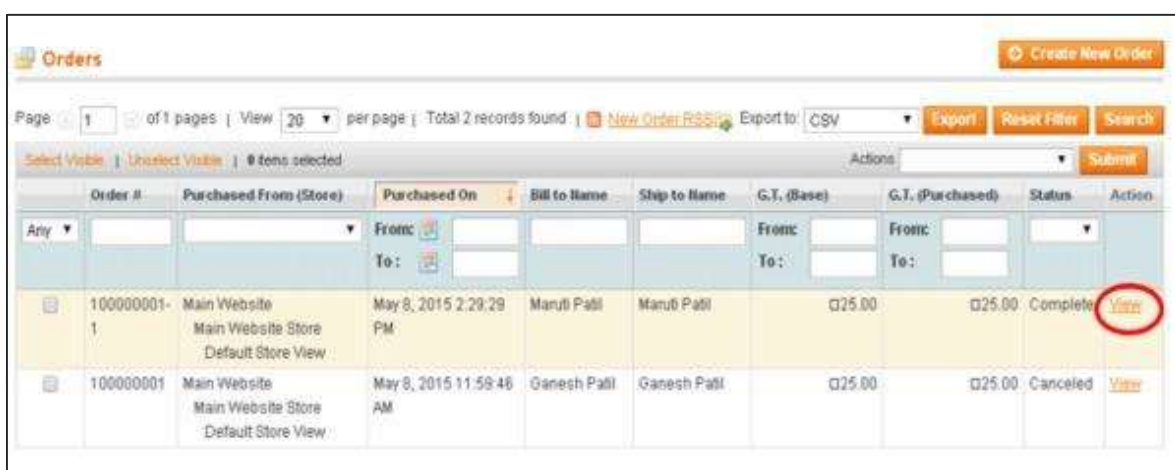 Orders
Create New Order
Page 1 of 1 pages | View 20 per page | Total 2 records found | New Order RSS Export to: CSV Export Reset Filter Search
Select Visible | Unselect Visible | 0 items selected Actions Submit
Order # Purchased From (Store) Purchased On Bill to Name Ship to Name G.T. (Base) G.T. (Purchased) Status Action
Any From: From: From:
To: To: To:
100000001- Main Website May 8, 2015 2:29:29 Maruti Patil Maruti Patil □25.00 □25.00 Complete View
1 Main Website Store PM
Default Store View
100000001 Main Website May 8, 2015 11:59:46 Ganesh Patil Ganesh Patil □25.00 □25.00 Canceled View
Main Website Store AM
Default Store View